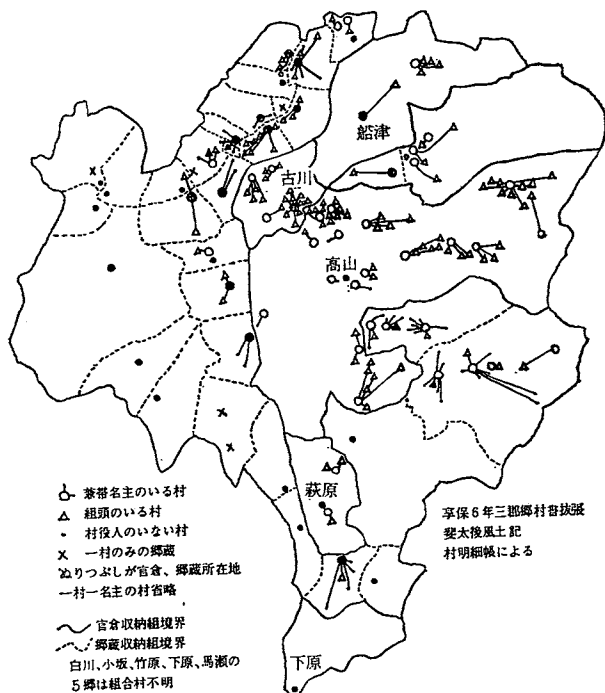 船津
古川
高山
萩原
下原
兼帯名主のいる村
組頭のいる村
村役人のいない村
一村のみの郷蔵
ぬりつぶしが官倉、郷蔵所在地
一村一名主の村省略
官倉収納組境界
郷蔵収納組境界
白川、小坂、竹原、下原、馬瀬の
5郷は組合村不明
享保6年三郡郷村昔抜張
斐太後風土記
村明細帳による